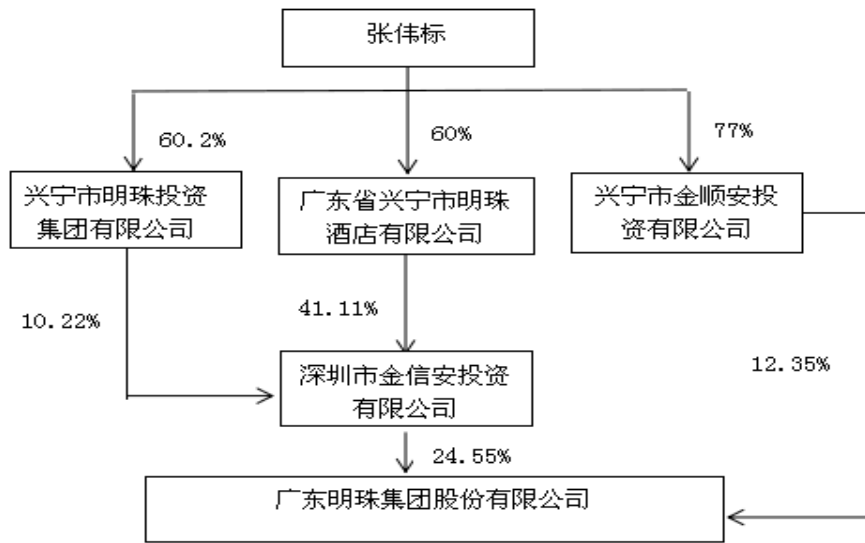 张伟标
60.2%
60%
77%
兴宁市明珠投资
集团有限公司
广东省兴宁市明珠
酒店有限公司
兴宁市金顺安投
资有限公司
10.22%
41.11%
12.35%
深圳市金信安投资
有限公司
24.55%
广东明珠集团股份有限公司